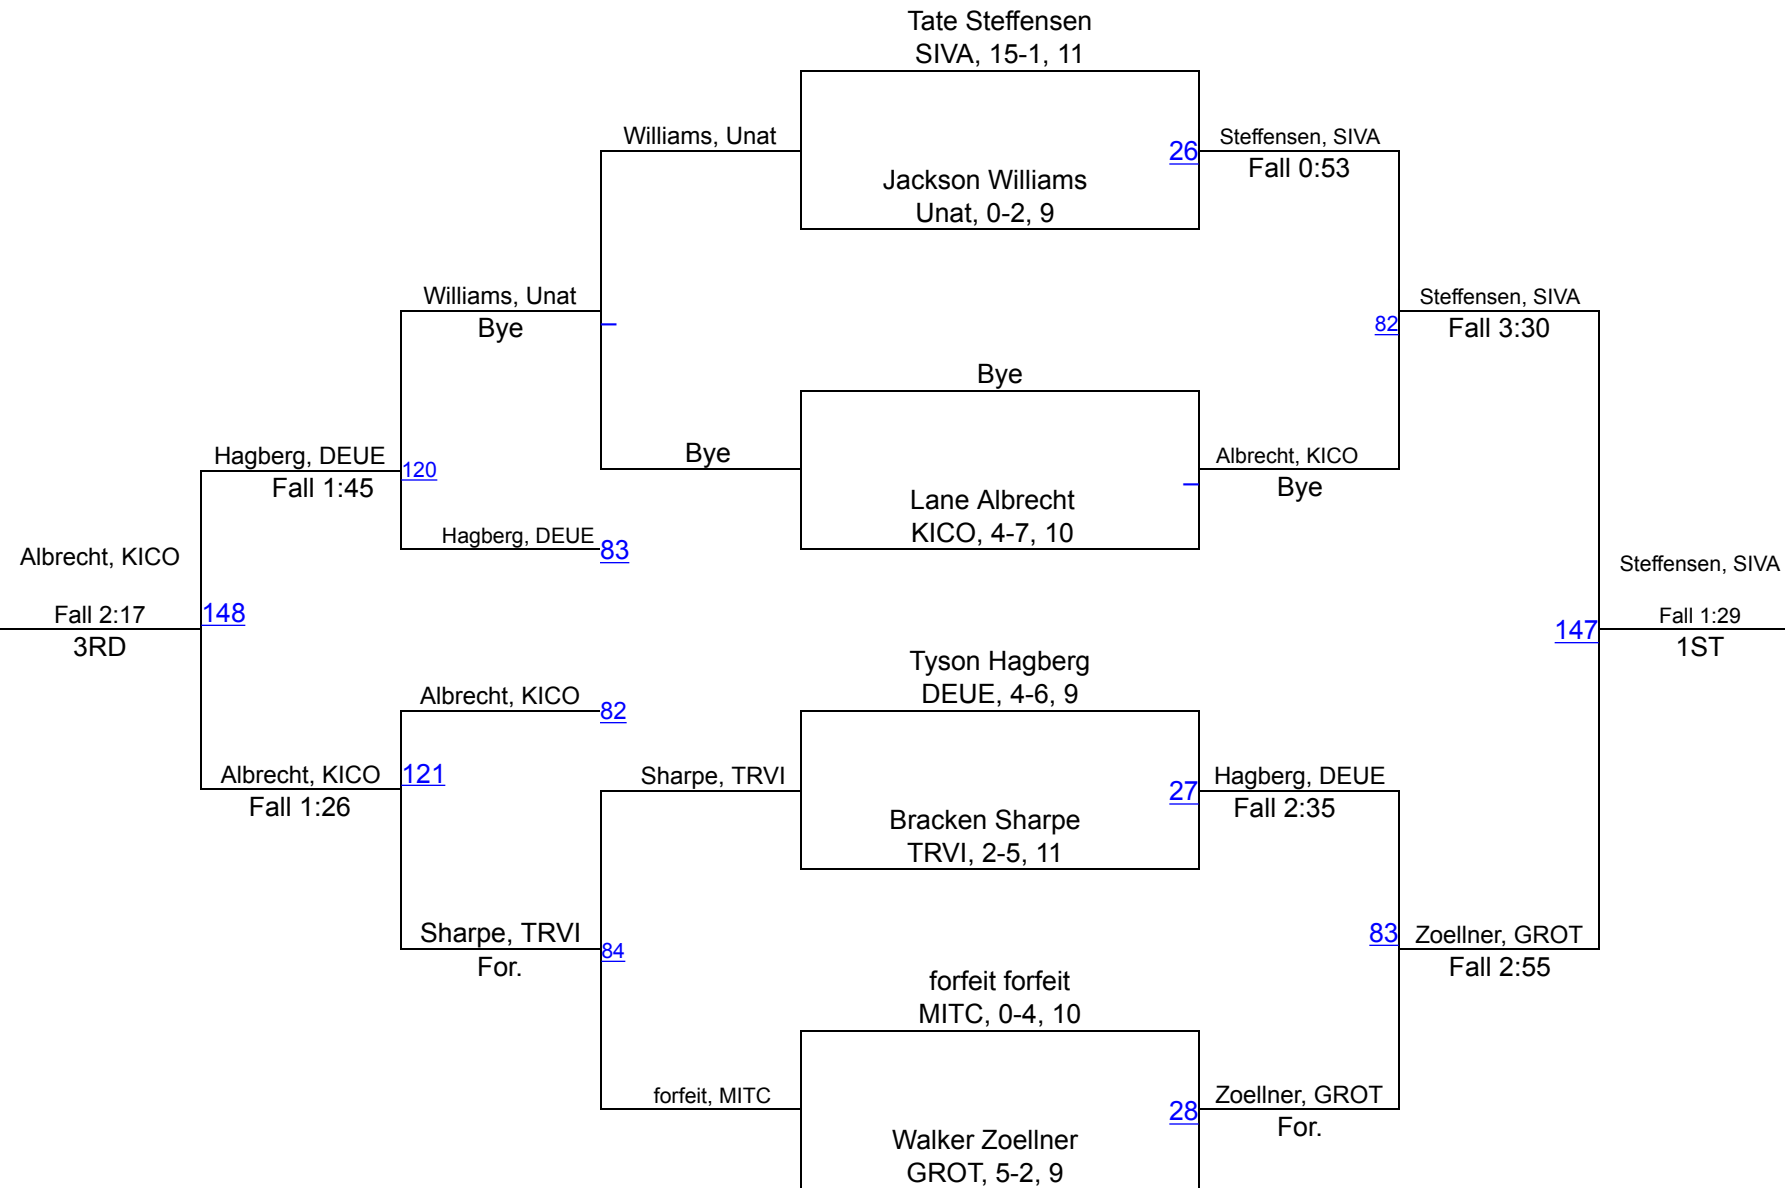 Tate Steffensen
SIVA, 15-1, 11
Williams, Unat
26
Steffensen, SIVA
Fall 0:53
Jackson Williams
Unat, 0-2, 9
Williams, Unat
Bye
82
Steffensen, SIVA
Fall 3:30
Bye
Hagberg, DEUE
Fall 1:45
120
Bye
Albrecht, KICO
Bye
Lane Albrecht
KICO, 4-7, 10
Hagberg, DEUE
83
Albrecht, KICO
Fall 2:17
3RD
148
Steffensen, SIVA
Fall 1:29
1ST
147
Tyson Hagberg
DEUE, 4-6, 9
Albrecht, KICO
82
Albrecht, KICO
Fall 1:26
121
Sharpe, TRVI
27
Hagberg, DEUE
Fall 2:35
Bracken Sharpe
TRVI, 2-5, 11
Sharpe, TRVI
For.
84
83
Zoellner, GROT
Fall 2:55
forfeit forfeit
MITC, 0-4, 10
forfeit, MITC
28
Zoellner, GROT
For.
Walker Zoellner
GROT, 5-2, 9